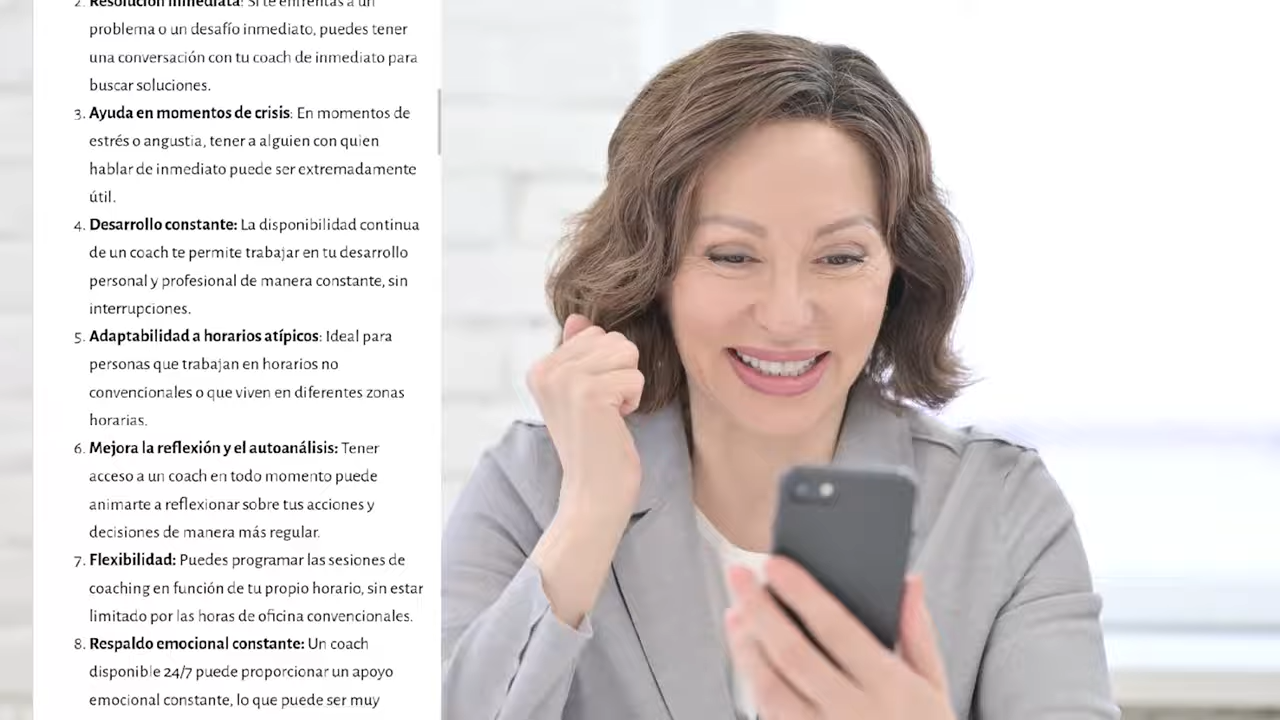 2. Resolución inmediata: Si te enfrentas a un
problema o un desafío inmediato, puedes tener
una conversación con tu coach de inmediato para
buscar soluciones.
3. Ayuda en momentos de crisis: En momentos de
estrés o angustia, tener a alguien con quien
hablar de inmediato puede ser extremadamente
útil.
4. Desarrollo constante: La disponibilidad continua
de un coach te permite trabajar en tu desarrollo
personal y profesional de manera constante, sin
interrupciones.
5. Adaptabilidad a horarios atípicos: Ideal para
personas que trabajan en horarios no
convencionales o que viven en diferentes zonas
horarias.
6. Mejora la reflexión y el autoanálisis: Tener
acceso a un coach en todo momento puede
animarte a reflexionar sobre tus acciones y
decisiones de manera más regular.
7. Flexibilidad: Puedes programar las sesiones de
coaching en función de tu propio horario, sin estar
limitado por las horas de oficina convencionales.
8. Respaldo emocional constante: Un coach
disponible 24/7 puede proporcionar un apoyo
emocional constante, lo que puede ser muy